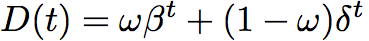 D(t) = ωβ^t + (1 − ω)δ^t